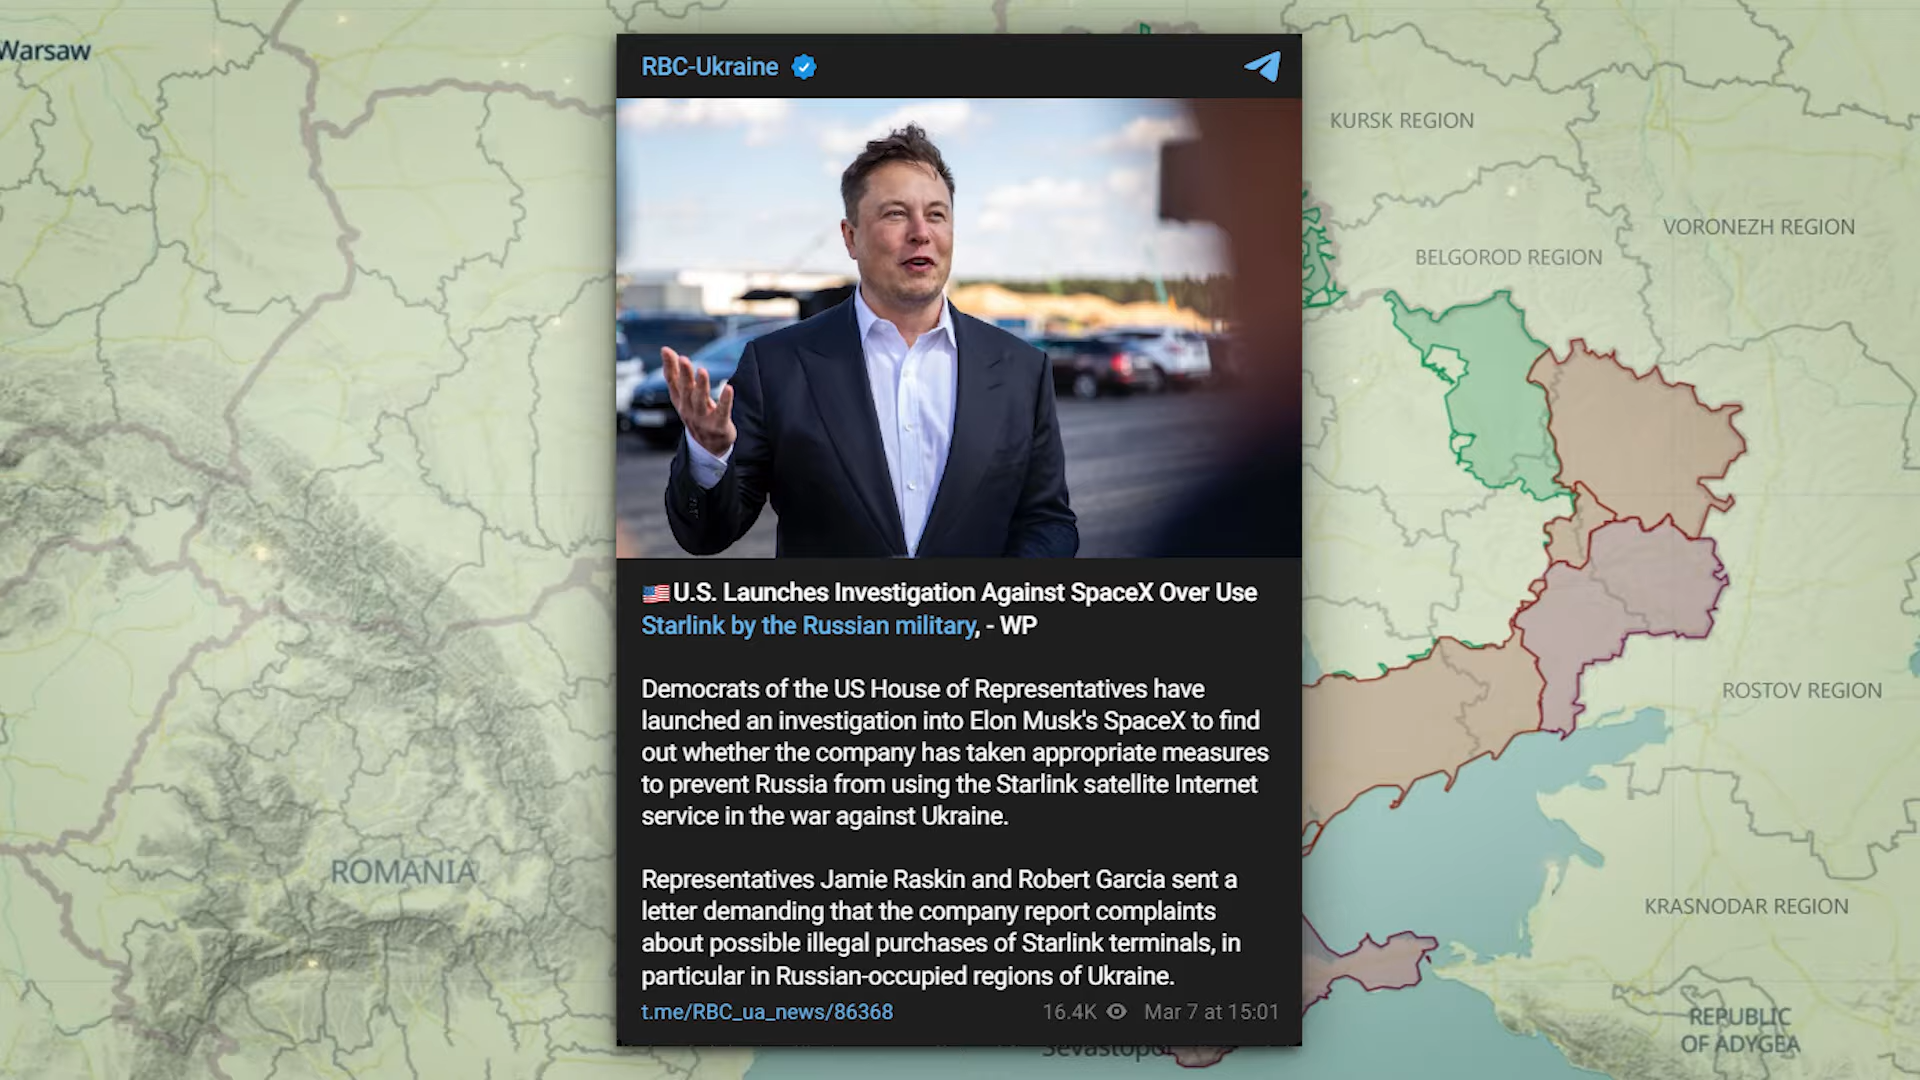 Warsaw
RBC-Ukraine
KURSK REGION
VORONEZH REGION
BELGOROD REGION
🇺🇸U.S. Launches Investigation Against SpaceX Over Use
Starlink by the Russian military, - WP
Democrats of the US House of Representatives have
launched an investigation into Elon Musk's SpaceX to find
out whether the company has taken appropriate measures
to prevent Russia from using the Starlink satellite Internet
service in the war against Ukraine.
ROSTOV REGION
ROMANIA
Representatives Jamie Raskin and Robert Garcia sent a
letter demanding that the company report complaints
about possible illegal purchases of Starlink terminals, in
particular in Russian-occupied regions of Ukraine.
KRASNODAR REGION
t.me/RBC_ua_news/86368
16.4K Mar 7 at 15:01
REPUBLIC
OF ADYGEA
Sevastopol